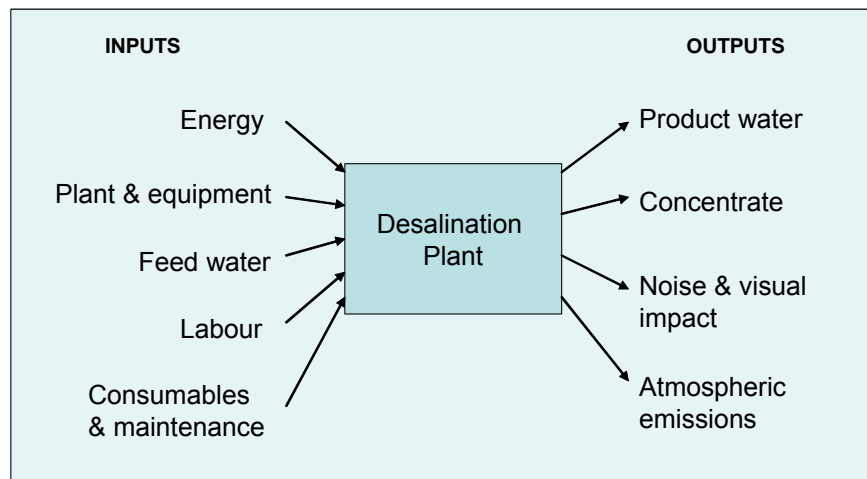 INPUTS
OUTPUTS
Energy
Plant & equipment
Feed water
Labour
Consumables
& maintenance
Desalination
Plant
Product water
Concentrate
Noise & visual
impact
Atmospheric
emissions